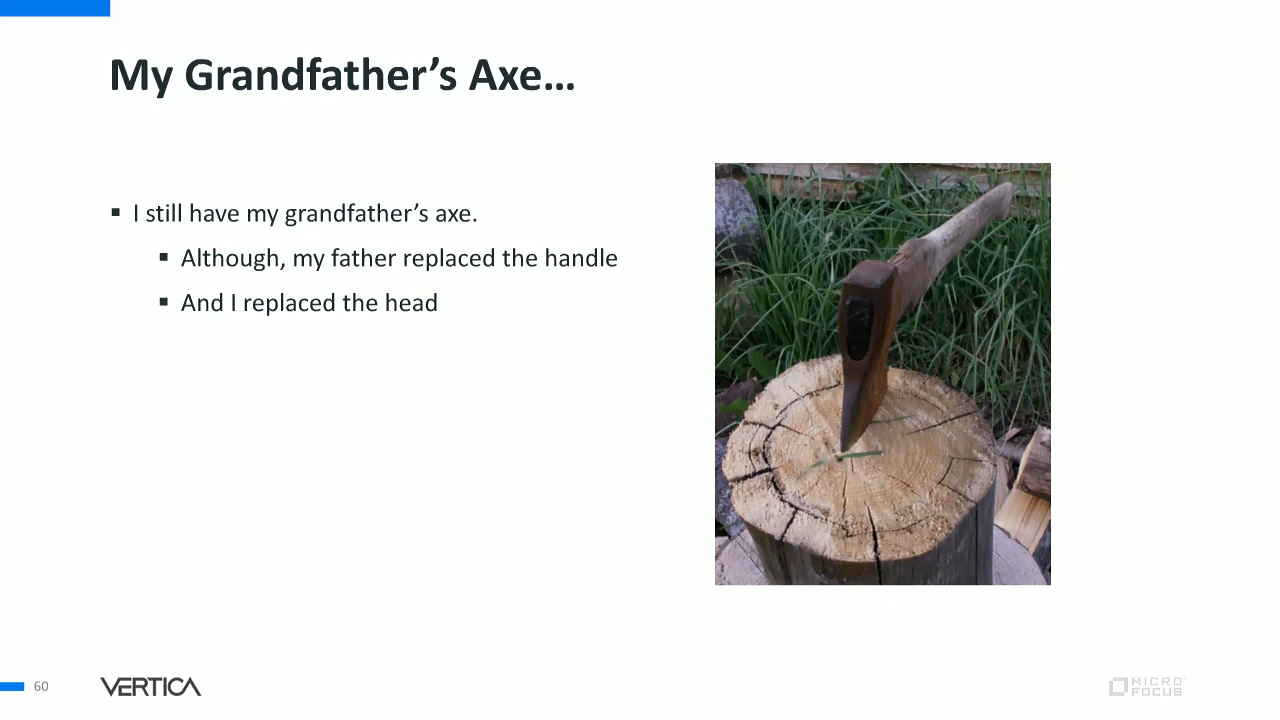 My Grandfather’s Axe…
I still have my grandfather’s axe.
Although, my father replaced the handle
And I replaced the head
60
VERTICA
MICRO
FOCUS